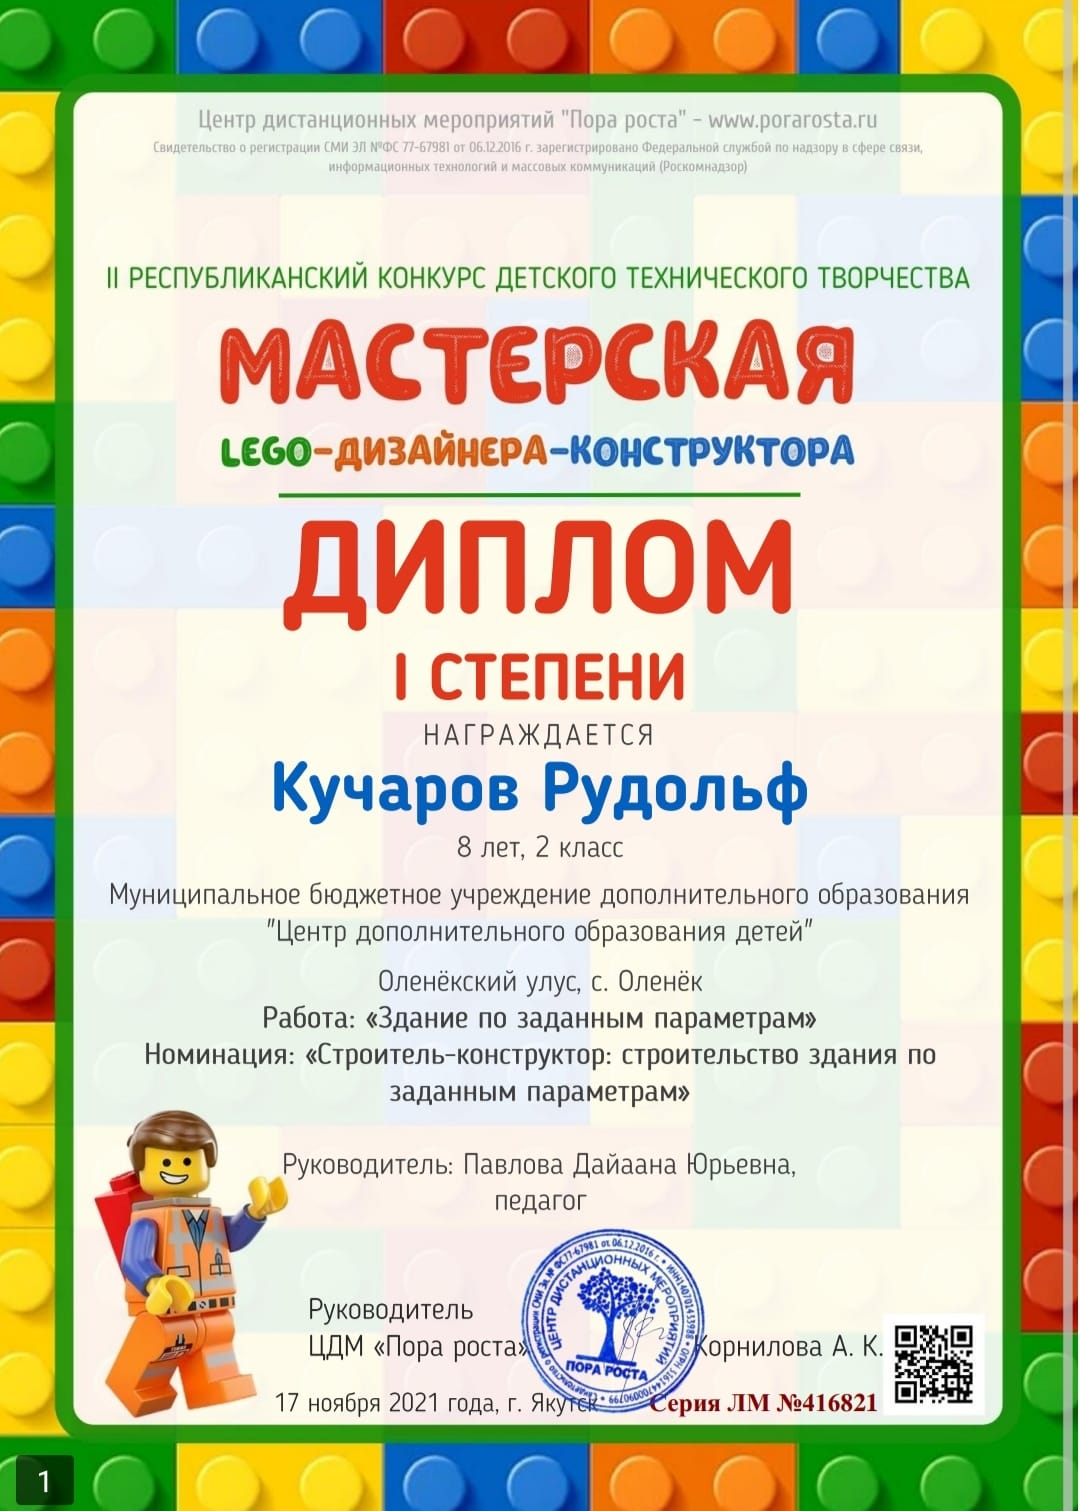 Центр дистанционных мероприятий "Пора роста" - www.porarosta.ru
Свидетельство о регистрации СМИ ЭЛ №ФС 77-67981 от 06.12.2016 г. зарегистрировано Федеральной службой по надзору в сфере связи,
информационных технологий и массовых коммуникаций (Роскомнадзор)
II РЕСПУБЛИКАНСКИЙ КОНКУРС ДЕТСКОГО ТЕХНИЧЕСКОГО ТВОРЧЕСТВА
МАСТЕРСКАЯ
LEGO-ДИЗАЙНЕРА-КОНСТРУКТОРА
ДИПЛОМ
I СТЕПЕНИ
НАГРАЖДАЕТСЯ
Кучаров Рудольф
8 лет, 2 класс
Муниципальное бюджетное учреждение дополнительного образования
"Центр дополнительного образования детей"
Оленёкский улус, с. Оленёк
Работа: «Здание по заданным параметрам»
Номинация: «Строитель-конструктор: строительство здания по
заданным параметрам»
Руководитель: Павлова Дайаана Юрьевна,
педагог
Руководитель
ЦДМ «Пора роста» Корнилова А. К.
ЦЕНТР ДИСТАНЦИОННЫХ МЕРОПРИЯТИЙ
ПОРА РОСТА
17 ноября 2021 года, г. Якутск
Серия ЛМ №416821
1